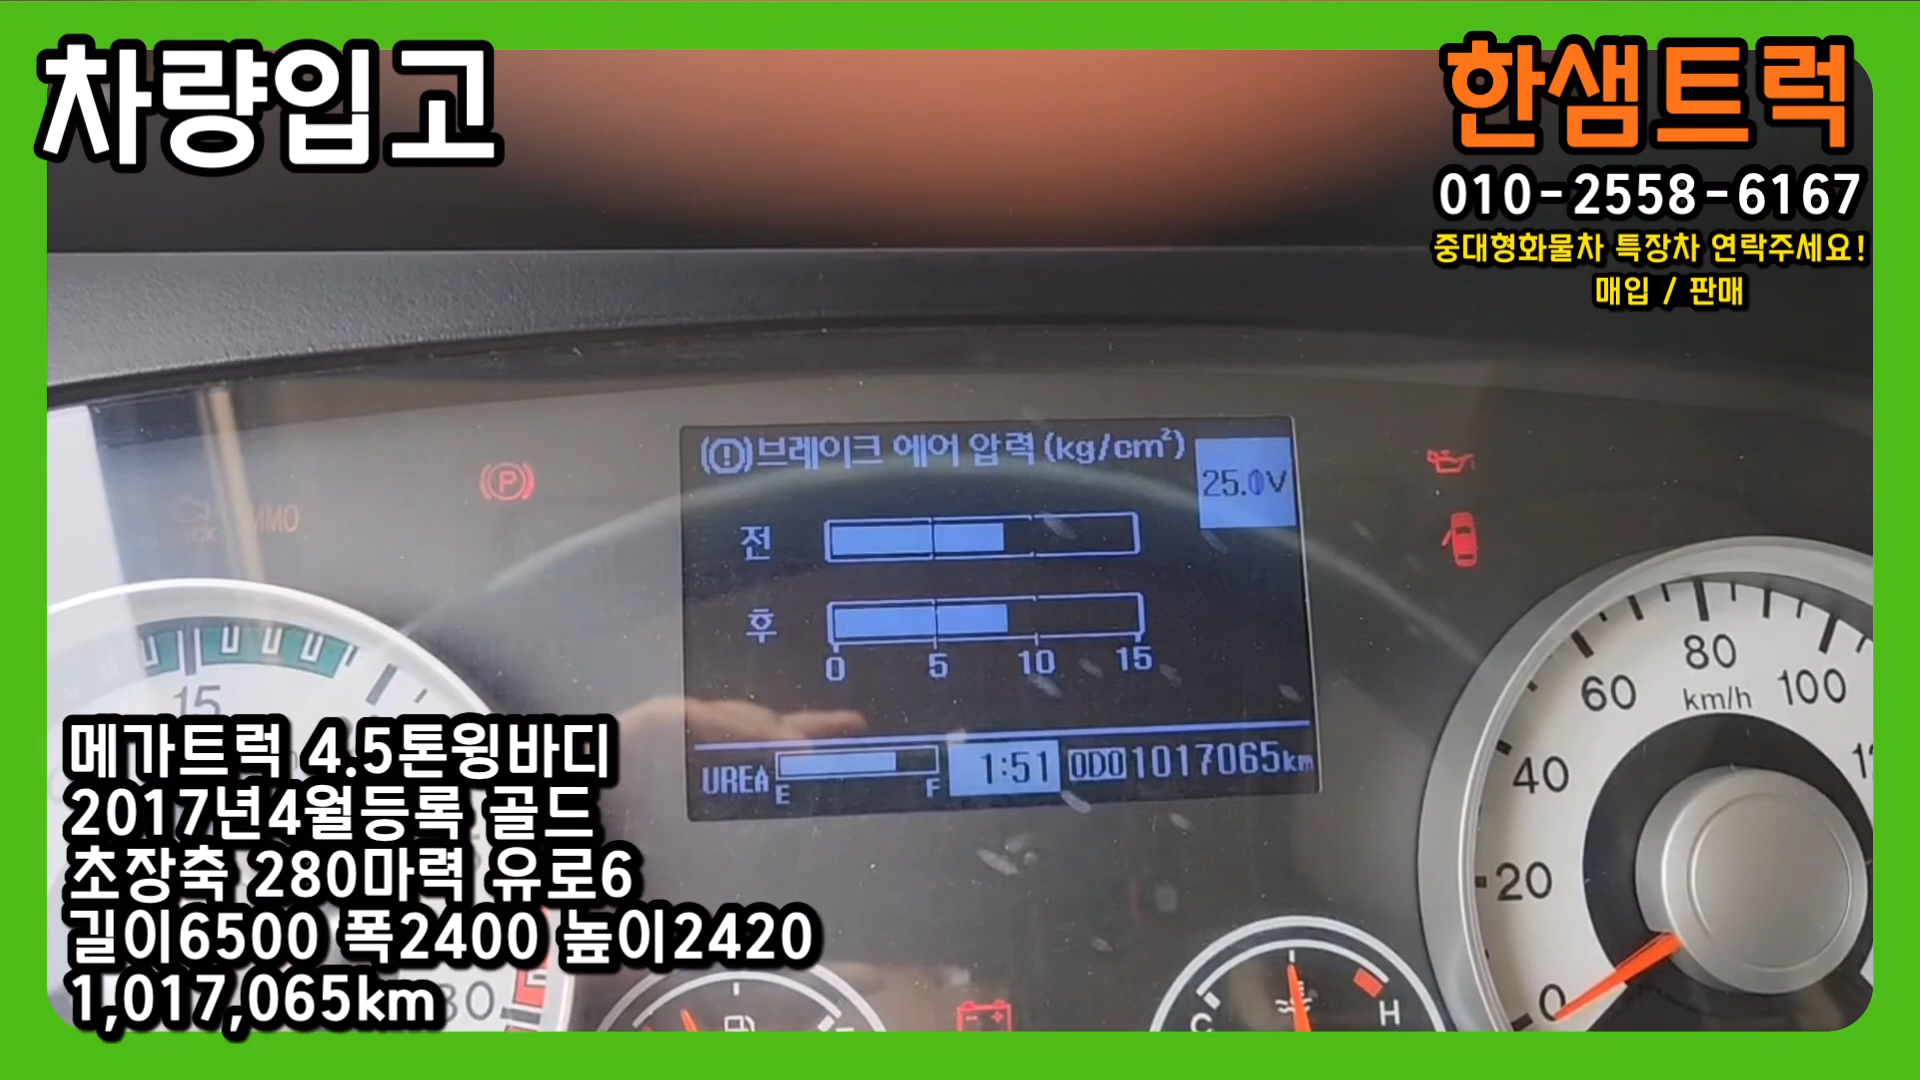 차량입고
한샘트럭
010-2558-6167
중대형화물차 특장차 연락주세요!
매입 / 판매
브레이크 에어 압력 (kg/cm²)
25.0V
전
후
0 5 10 15
UREA E F 1:51 ODO 1017065km
P
15
30
C H
0 20 40 60 80 100
km/h
메가트럭 4.5톤윙바디
2017년4월등록 골드
초장축 280마력 유로6
길이6500 폭2400 높이2420
1,017,065km